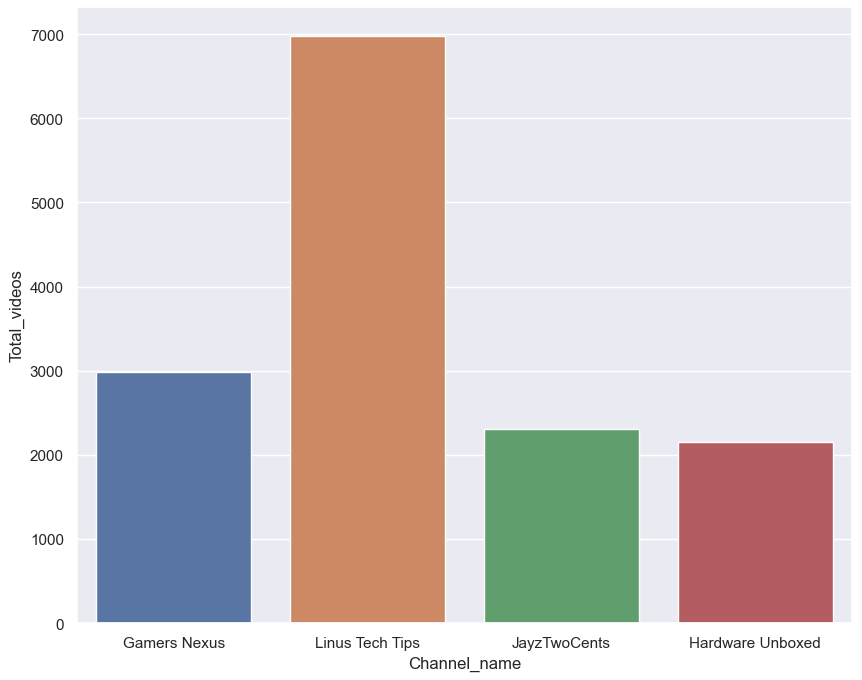 7000
6000
5000
4000
3000
2000
1000
0
Total_videos
Gamers Nexus
Linus Tech Tips
JayzTwoCents
Hardware Unboxed
Channel_name